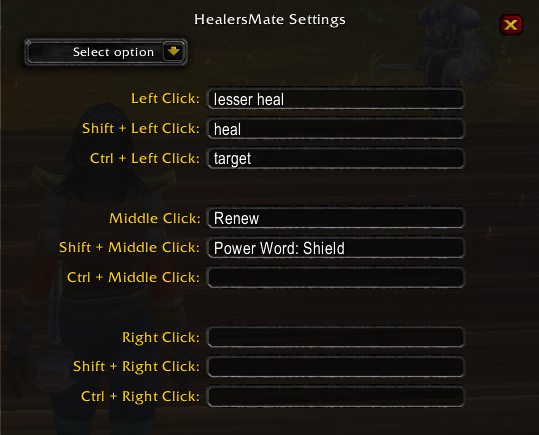 HealersMate Settings
Select option
Left Click: lesser heal
Shift + Left Click: heal
Ctrl + Left Click: target
Middle Click: Renew
Shift + Middle Click: Power Word: Shield
Ctrl + Middle Click:
Right Click:
Shift + Right Click:
Ctrl + Right Click: